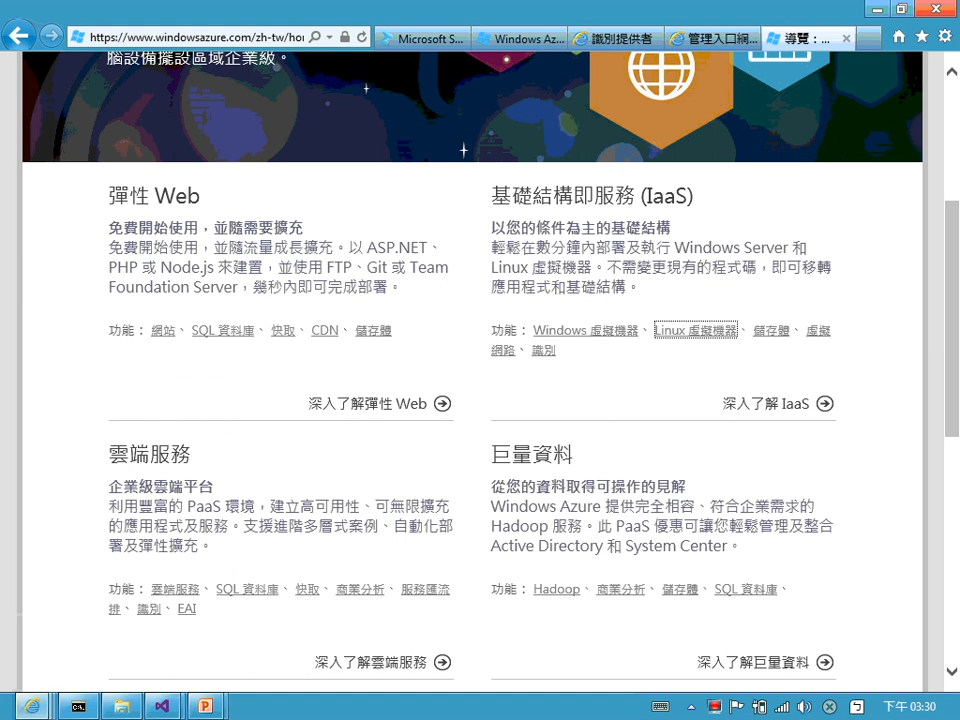 https://www.windowsazure.com/zh-tw/hor
Microsoft S...
Windows Az...
識別提供者
管理入口網...
導覽：...
腦設備擺設區域企業級。
彈性 Web
免費開始使用，並隨需要擴充
免費開始使用，並隨流量成長擴充。以 ASP.NET、
PHP 或 Node.js 來建置，並使用 FTP、Git 或 Team
Foundation Server，幾秒內即可完成部署。
功能： 網站、 SQL 資料庫、 快取、 CDN、 儲存體
深入了解彈性 Web
基礎結構即服務 (IaaS)
以您的條件為主的基礎結構
輕鬆在數分鐘內部署及執行 Windows Server 和
Linux 虛擬機器。不需變更現有的程式碼，即可移轉
應用程式和基礎結構。
功能： Windows 虛擬機器、 Linux 虛擬機器、 儲存體、 虛擬
網路、 識別
深入了解 IaaS
雲端服務
企業級雲端平台
利用豐富的 PaaS 環境，建立高可用性、可無限擴充
的應用程式及服務。支援進階多層式案例、自動化部
署及彈性擴充。
功能： 雲端服務、 SQL 資料庫、 快取、 商業分析、 服務匯流
排、 識別、 EAI
深入了解雲端服務
巨量資料
從您的資料取得可操作的見解
Windows Azure 提供完全相容、符合企業需求的
Hadoop 服務。此 PaaS 優惠可讓您輕鬆管理及整合
Active Directory 和 System Center。
功能： Hadoop、 商業分析、 儲存體、 SQL 資料庫、
深入了解巨量資料
下午 03:30